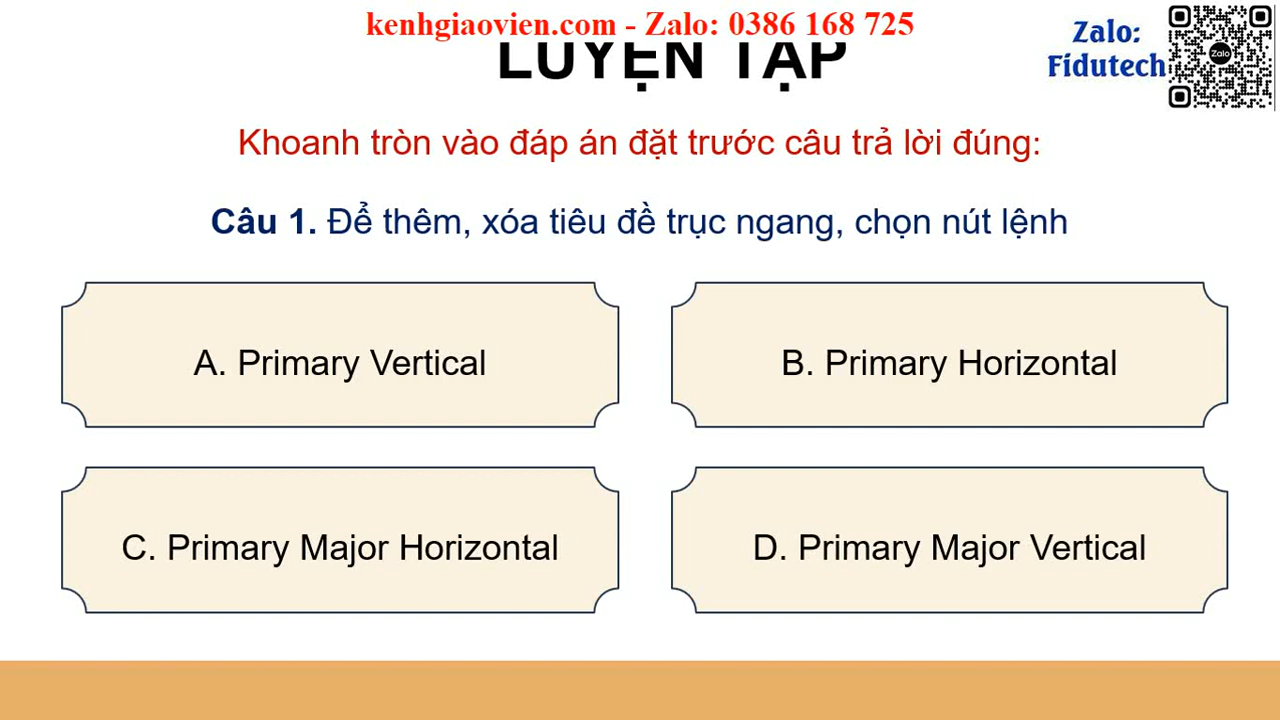 kenhgiaovien.com - Zalo: 0386 168 725
Zalo:
Fidutech
Zalo
LUYỆN TẬP
Khoanh tròn vào đáp án đặt trước câu trả lời đúng:
Câu 1. Để thêm, xóa tiêu đề trục ngang, chọn nút lệnh
A. Primary Vertical
B. Primary Horizontal
C. Primary Major Horizontal
D. Primary Major Vertical